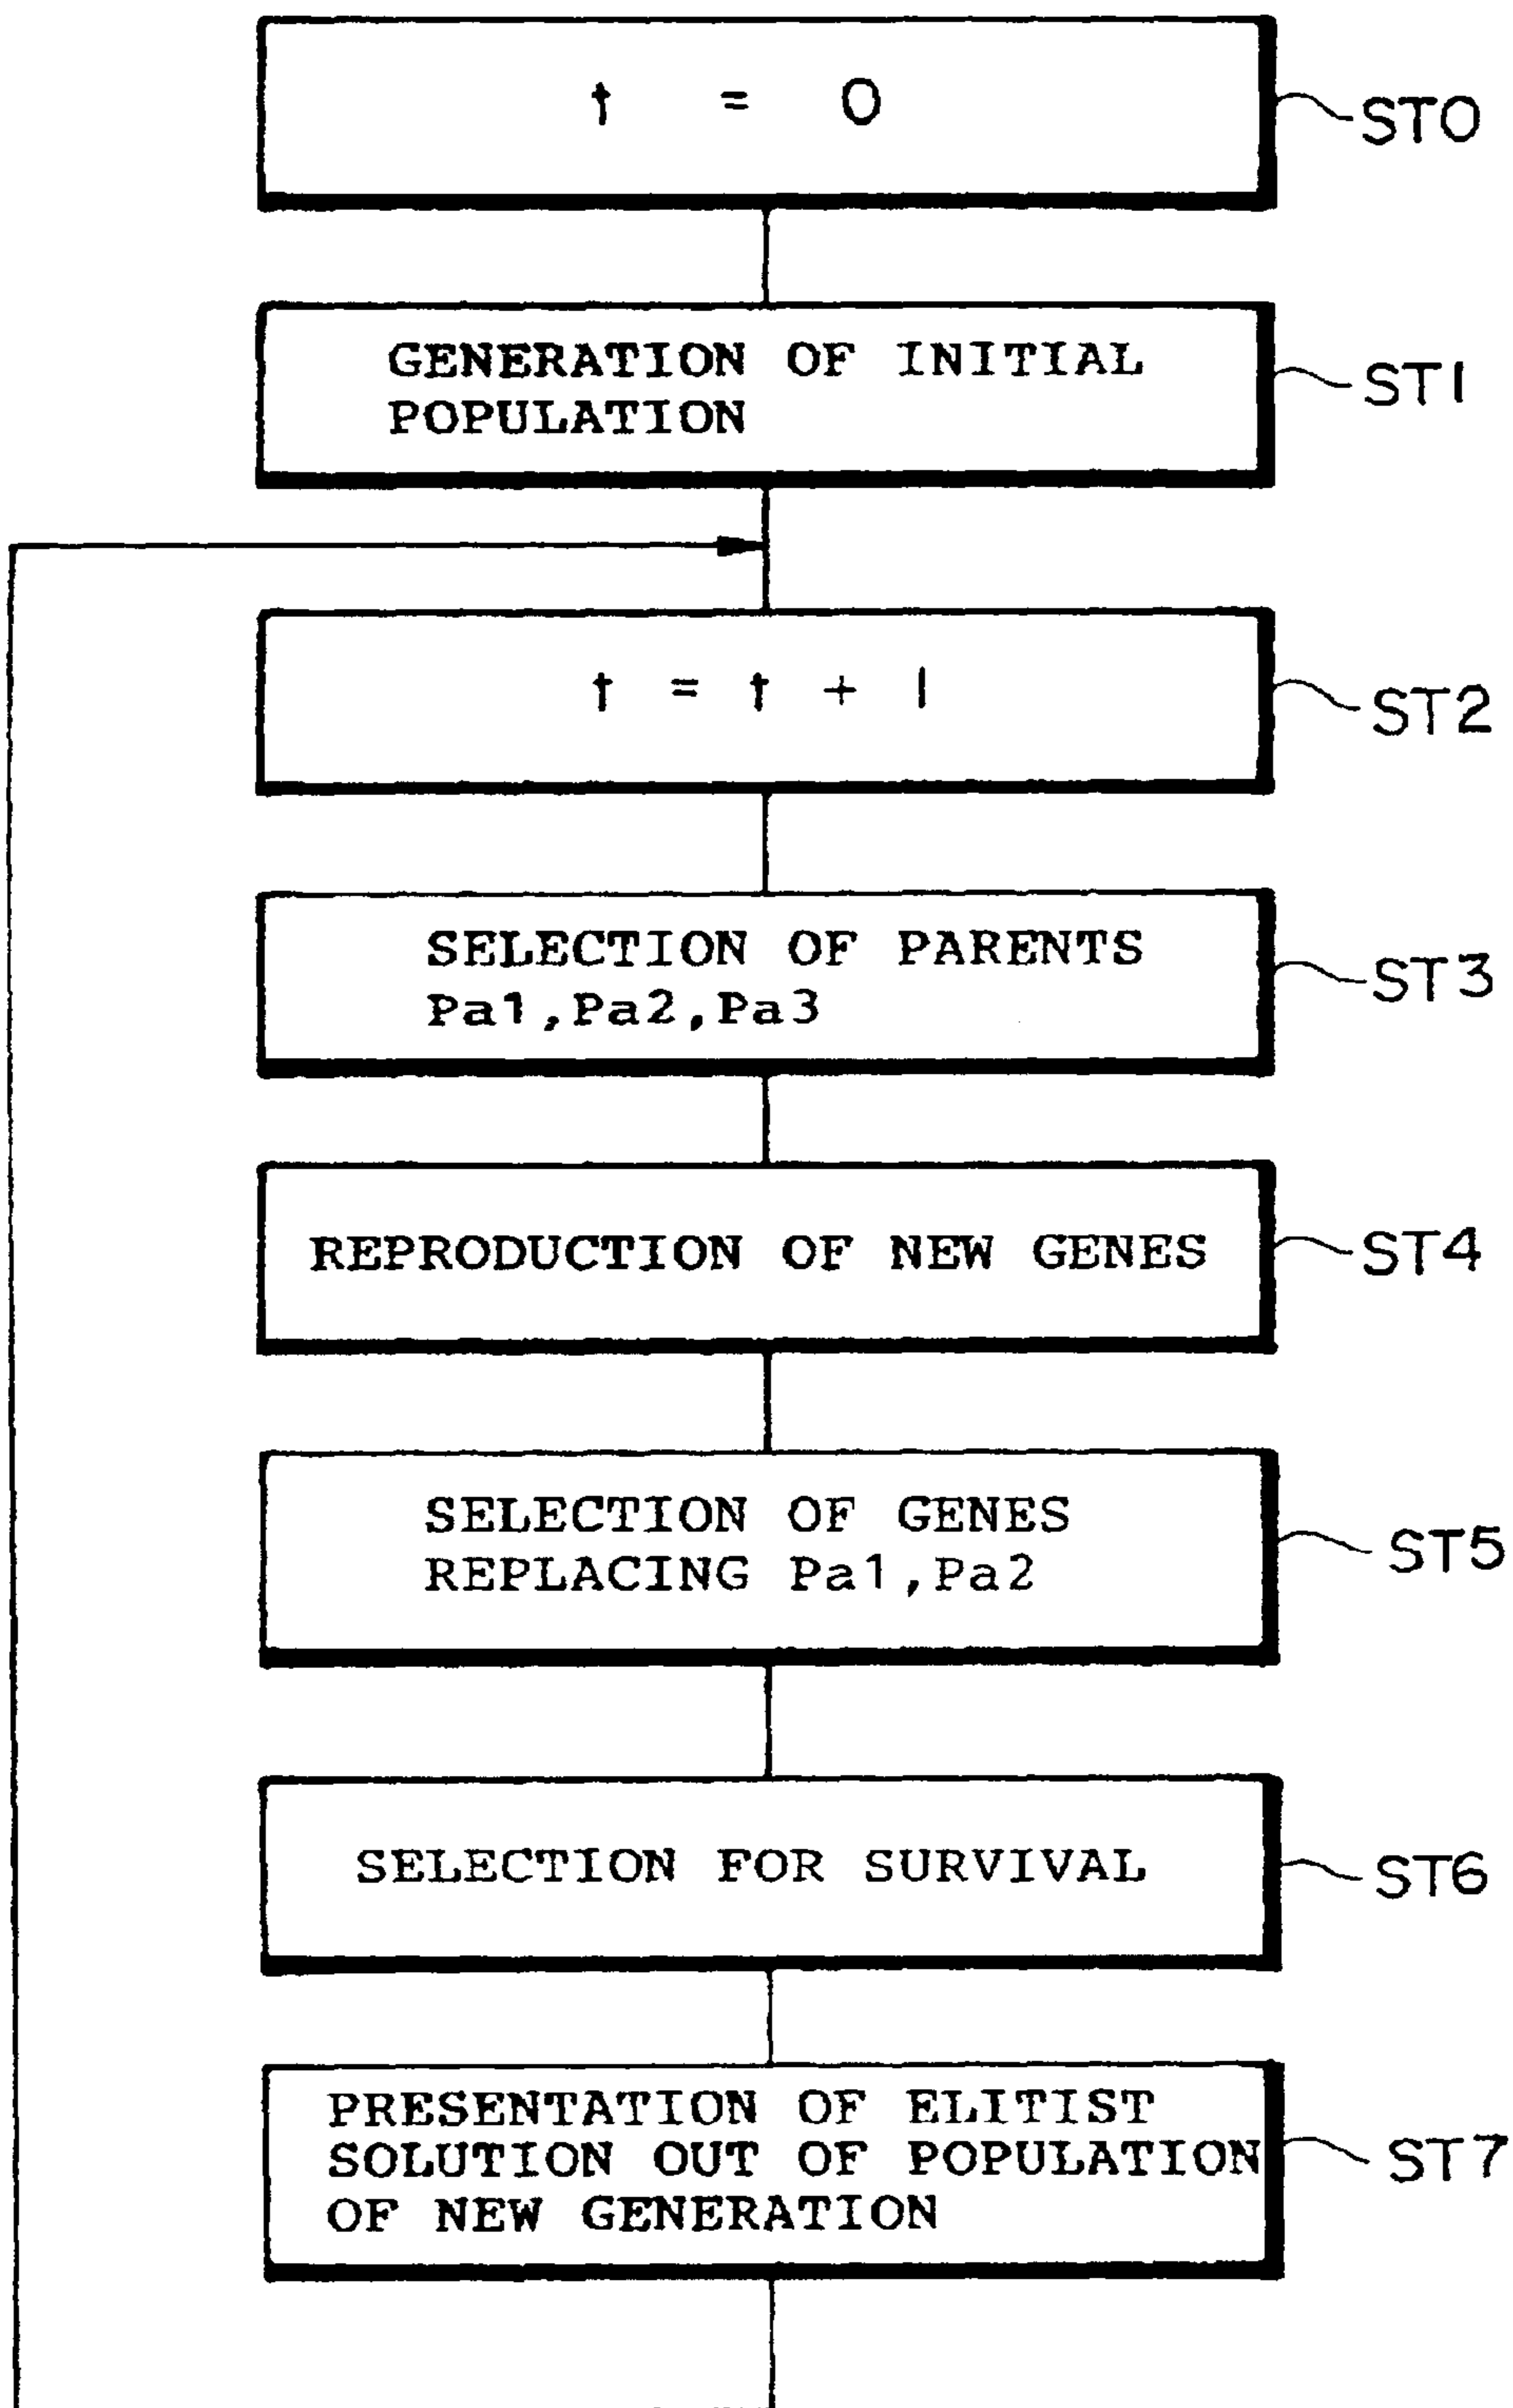 t = 0
ST0
GENERATION OF INITIAL
POPULATION
ST1
t = t + 1
ST2
SELECTION OF PARENTS
Pa1,Pa2,Pa3
ST3
REPRODUCTION OF NEW GENES
ST4
SELECTION OF GENES
REPLACING Pa1,Pa2
ST5
SELECTION FOR SURVIVAL
ST6
PRESENTATION OF ELITIST
SOLUTION OUT OF POPULATION
OF NEW GENERATION
ST7